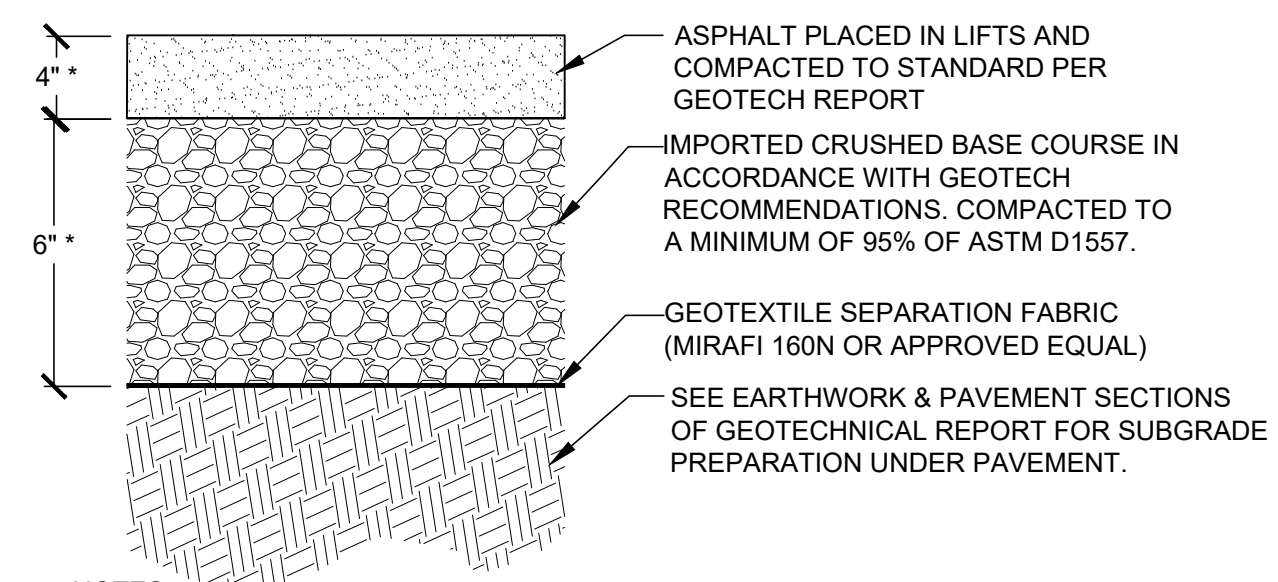 4" *
ASPHALT PLACED IN LIFTS AND
COMPACTED TO STANDARD PER
GEOTECH REPORT
IMPORTED CRUSHED BASE COURSE IN
ACCORDANCE WITH GEOTECH
RECOMMENDATIONS. COMPACTED TO
A MINIMUM OF 95% OF ASTM D1557.
6" *
GEOTEXTILE SEPARATION FABRIC
(MIRAFI 160N OR APPROVED EQUAL)
SEE EARTHWORK & PAVEMENT SECTIONS
OF GEOTECHNICAL REPORT FOR SUBGRADE
PREPARATION UNDER PAVEMENT.